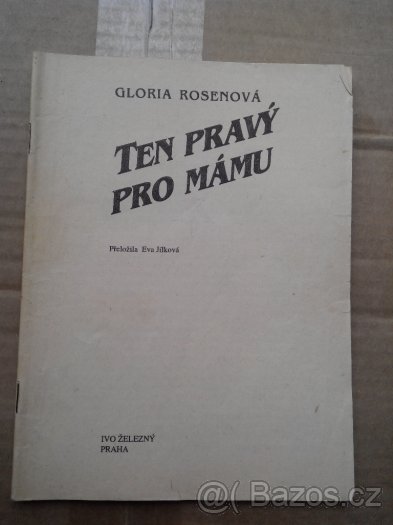 GLORIA ROSENOVÁ
TEN PRAVÝ
PRO MÁMU
Přeložila Eva Jílková
IVO ŽELEZNÝ
PRAHA
@ Bazos.cz